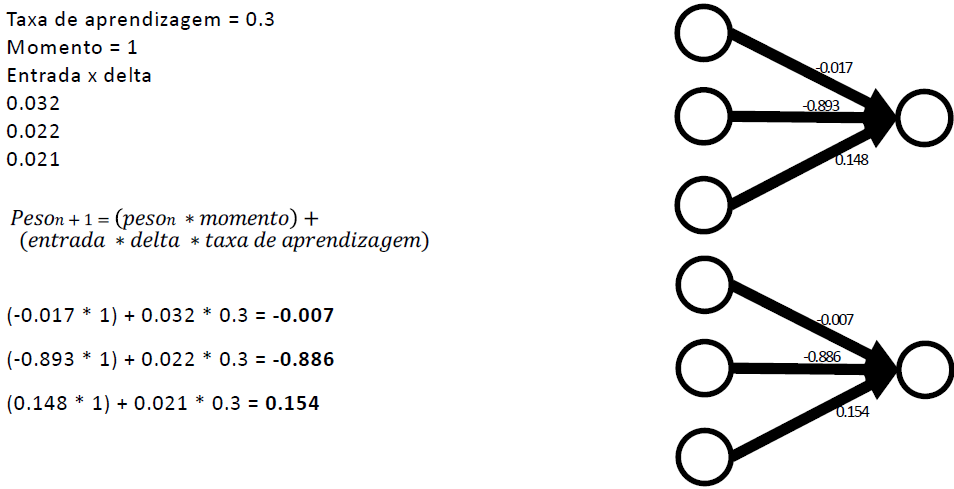 Taxa de aprendizagem = 0.3
Momento = 1
Entrada x delta
0.032
0.022
0.021
Peson + 1 = (peson * momento) +
(entrada * delta * taxa de aprendizagem)
(-0.017 * 1) + 0.032 * 0.3 = -0.007
(-0.893 * 1) + 0.022 * 0.3 = -0.886
(0.148 * 1) + 0.021 * 0.3 = 0.154
-0.017
-0.893
0.148
-0.007
-0.886
0.154